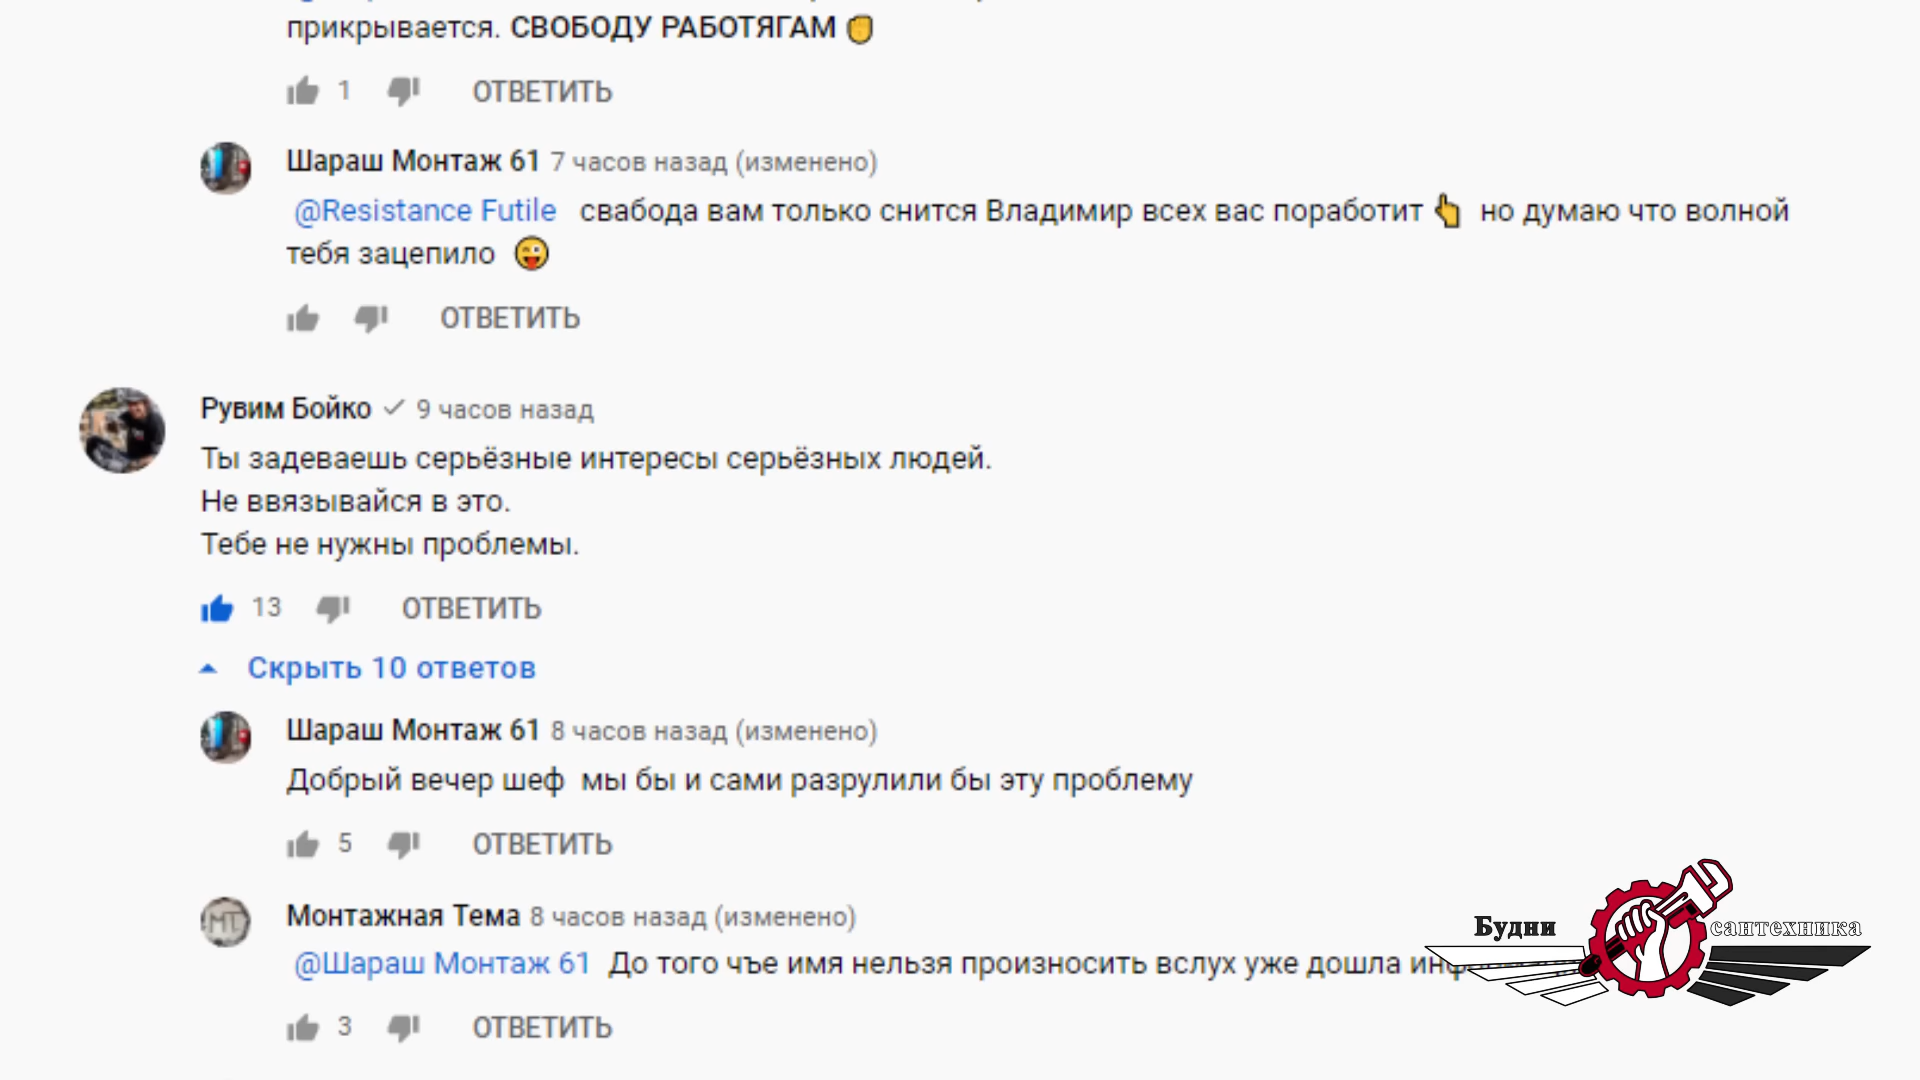 прикрывается. СВОБОДУ РАБОТЯГАМ
1 ОТВЕТИТЬ
Шараш Монтаж 61 7 часов назад (изменено)
@Resistance Futile свабода вам только снится Владимир всех вас поработит но думаю что волной
тебя зацепило
ОТВЕТИТЬ
Рувим Бойко 9 часов назад
Ты задеваешь серьёзные интересы серьёзных людей.
Не ввязывайся в это.
Тебе не нужны проблемы.
13 ОТВЕТИТЬ
Скрыть 10 ответов
Шараш Монтаж 61 8 часов назад (изменено)
Добрый вечер шеф мы бы и сами разрулили бы эту проблему
5 ОТВЕТИТЬ
МТ
Монтажная Тема 8 часов назад (изменено)
@Шараш Монтаж 61 До того чъе имя нельзя произносить вслух уже дошла
3 ОТВЕТИТЬ
Будни сантехника